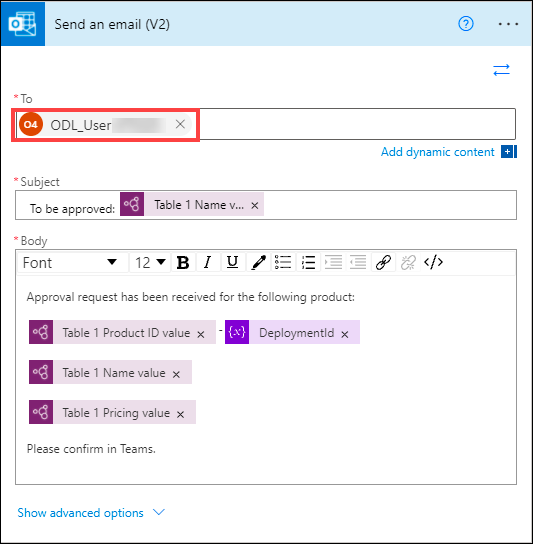 Send an email (V2)
* To
O4 ODL_User
Add dynamic content
* Subject
To be approved: Table 1 Name v... ×
* Body
Font 12 B I U </>
Approval request has been received for the following product:
Table 1 Product ID value × - {x} DeploymentId ×
Table 1 Name value ×
Table 1 Pricing value ×
Please confirm in Teams.
Show advanced options